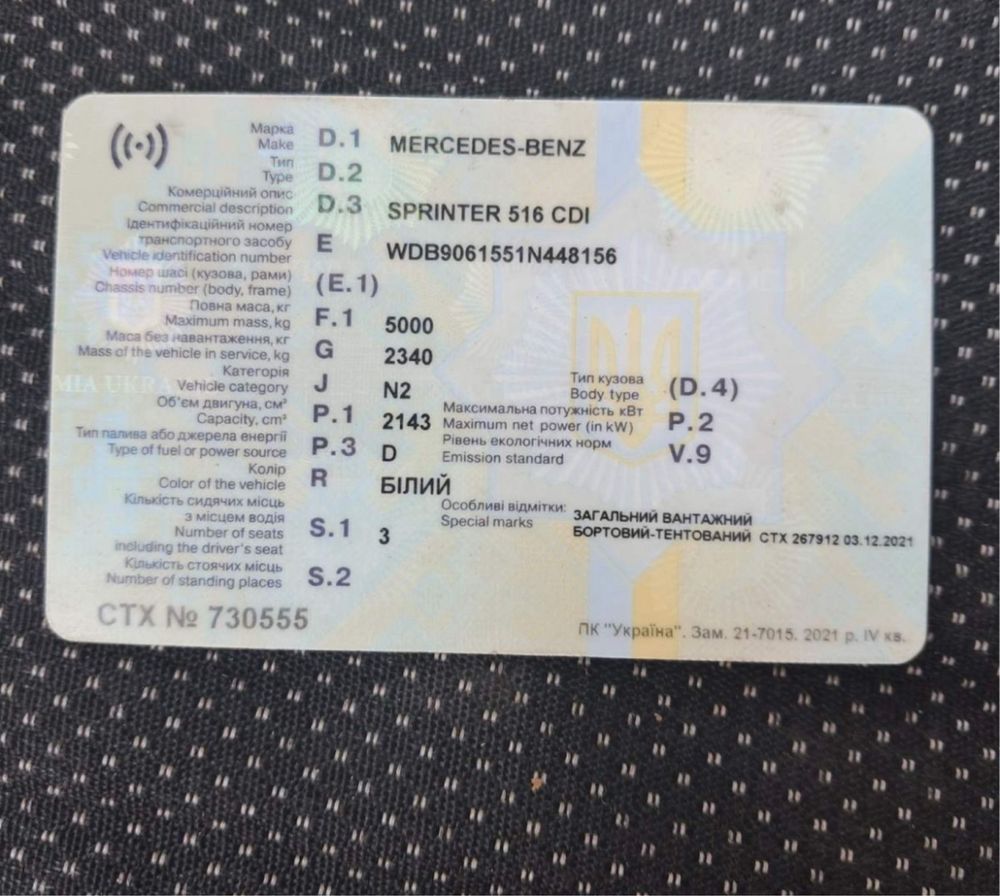 Марка
Make D.1 MERCEDES-BENZ
Тип
Type D.2
Комерційний опис
Commercial description D.3 SPRINTER 516 CDI
Ідентифікаційний номер
транспортного засобу
Vehicle identification number E WDB9061551N448156
Номер шасі (кузова, рами)
Chassis number (body, frame) (E.1)
Повна маса, кг
Maximum mass, kg F.1 5000
Маса без навантаження, кг
Mass of the vehicle in service, kg G 2340
Категорія
Vehicle category J N2
Тип кузова
Body type (D.4)
Об'єм двигуна, см³
Capacity, cm³ P.1 2143
Максимальна потужність кВт
Maximum net power (in kW) P.2
Тип палива або джерела енергії
Type of fuel or power source P.3 D
Рівень екологічних норм
Emission standard V.9
Колір
Color of the vehicle R БІЛИЙ
Кількість сидячих місць
з місцем водія
Number of seats
including the driver's seat S.1 3
Особливі відмітки:
Special marks
ЗАГАЛЬНИЙ ВАНТАЖНИЙ
БОРТОВИЙ-ТЕНТОВАНИЙ СТХ 267912 03.12.2021
Кількість стоячих місць
Number of standing places S.2
СТХ № 730555
ПК "Україна". Зам. 21-7015. 2021 р. IV кв.